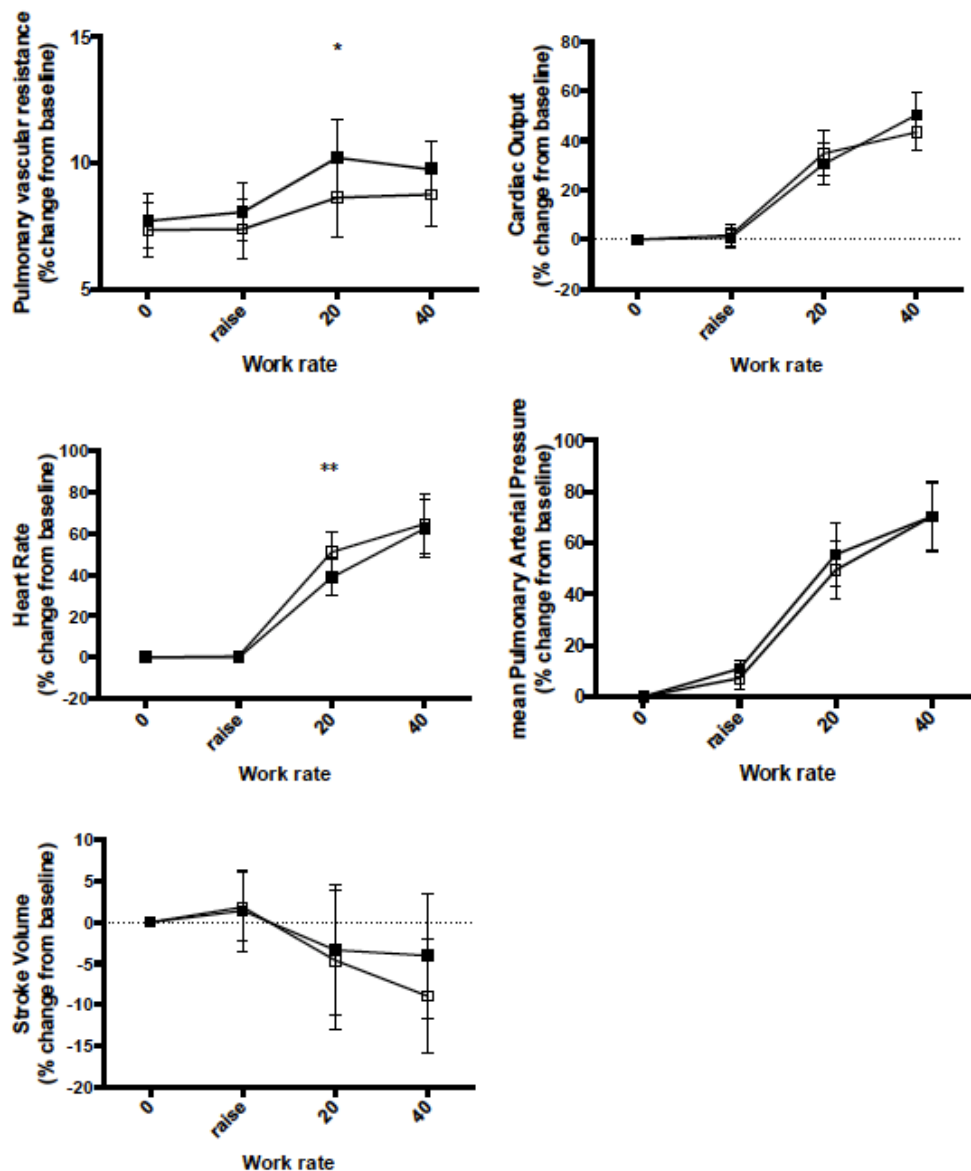 Pulmonary vascular resistance
(% change from baseline)
15
10
5
*
0
raise
20
40
Work rate
Cardiac Output
(% change from baseline)
80
60
40
20
0
-20
0
raise
20
40
Work rate
Heart Rate
(% change from baseline)
100
80
60
40
20
0
-20
**
0
raise
20
40
Work rate
mean Pulmonary Arterial Pressure
(% change from baseline)
100
80
60
40
20
0
0
raise
20
40
Work rate
Stroke Volume
(% change from baseline)
10
5
0
-5
-10
-15
-20
0
raise
20
40
Work rate